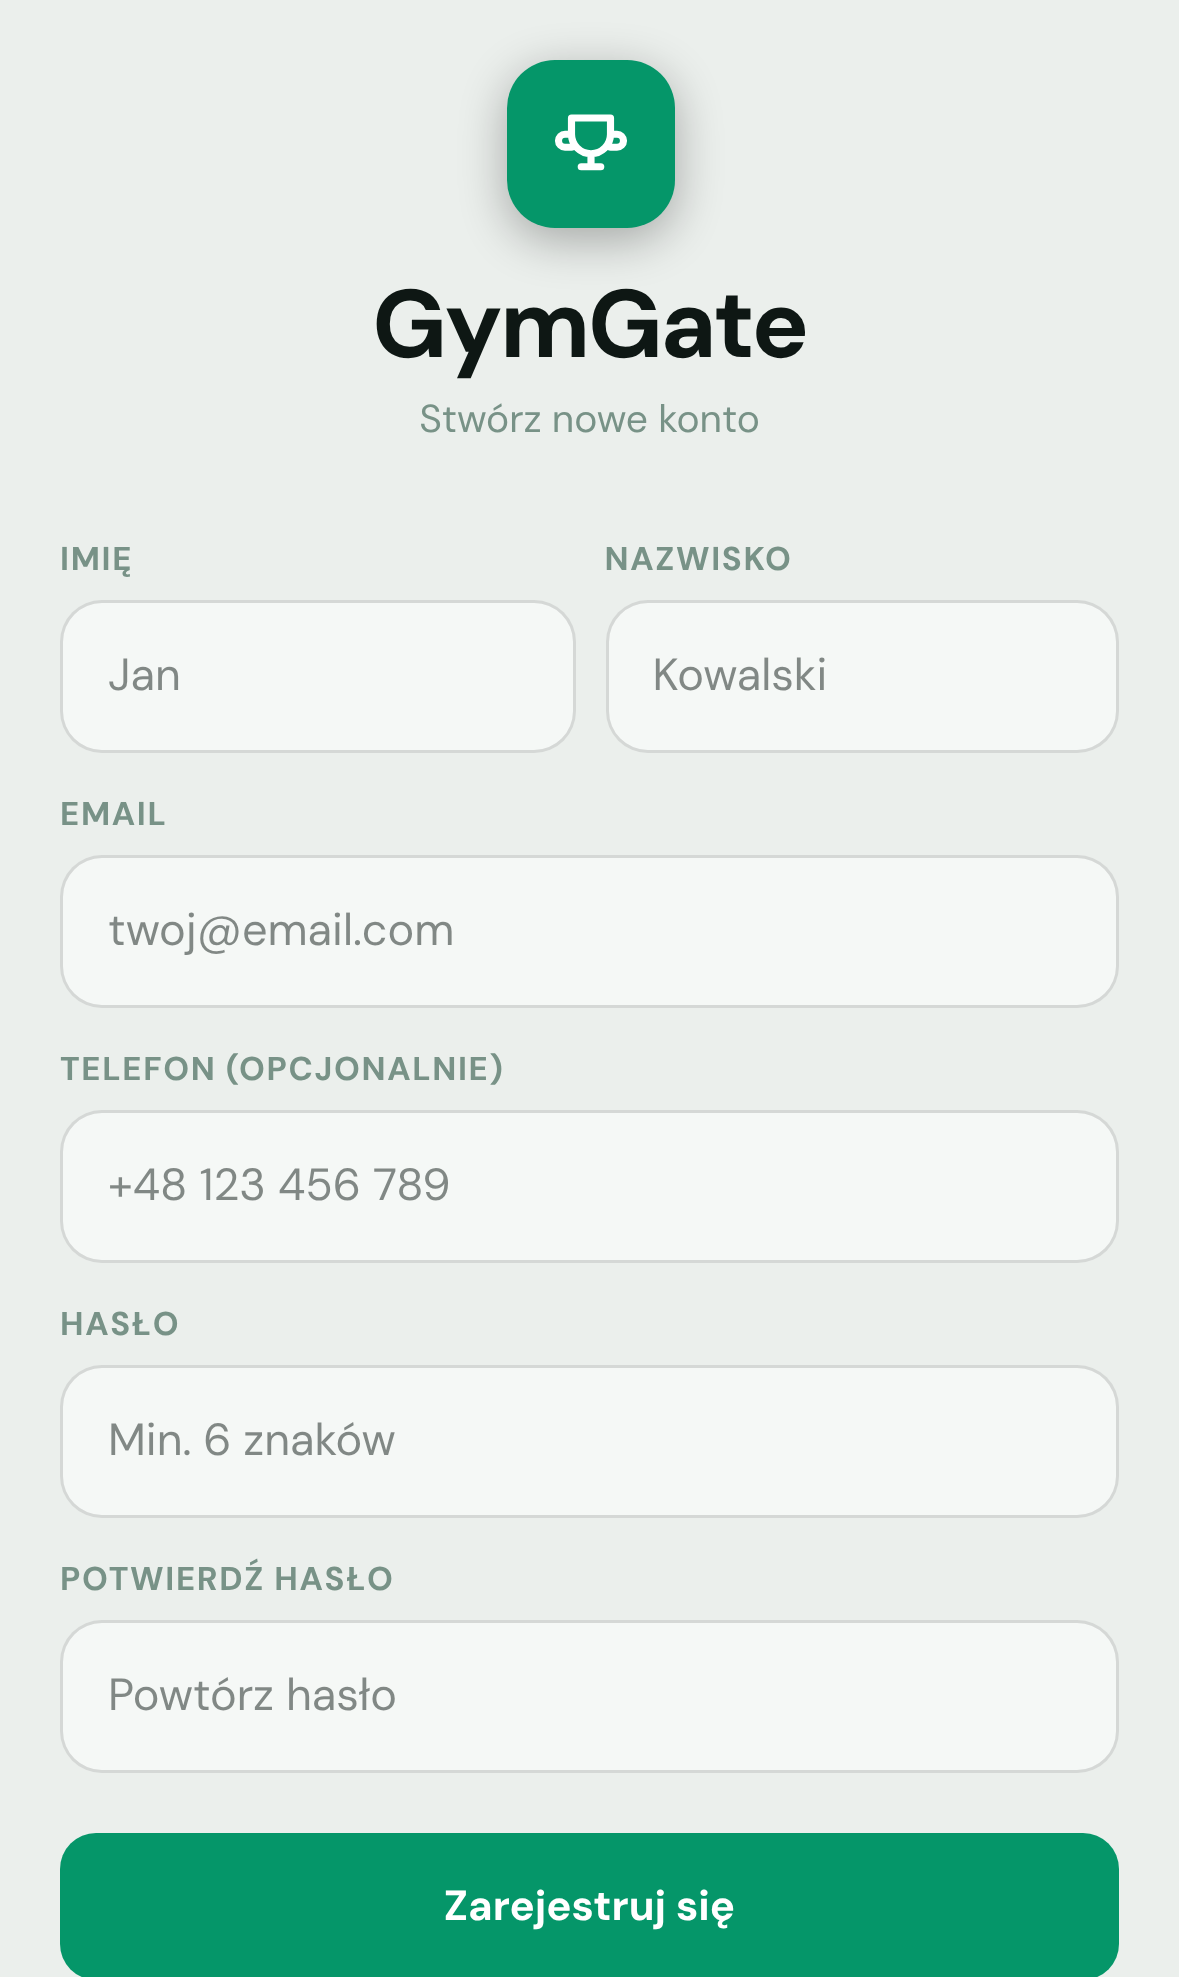 GymGate
Stwórz nowe konto
IMIĘ NAZWISKO
Jan Kowalski
EMAIL
twoj@email.com
TELEFON (OPCJONALNIE)
+48 123 456 789
HASŁO
Min. 6 znaków
POTWIERDŹ HASŁO
Powtórz hasło
Zarejestruj się